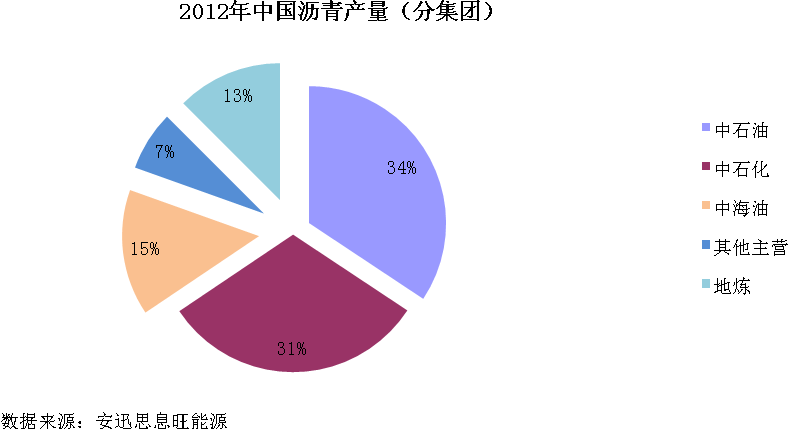 2012年中国沥青产量（分集团）
13%
34%
7%
15%
31%
中石油
中石化
中海油
其他主营
地炼
数据来源：安迅思息旺能源